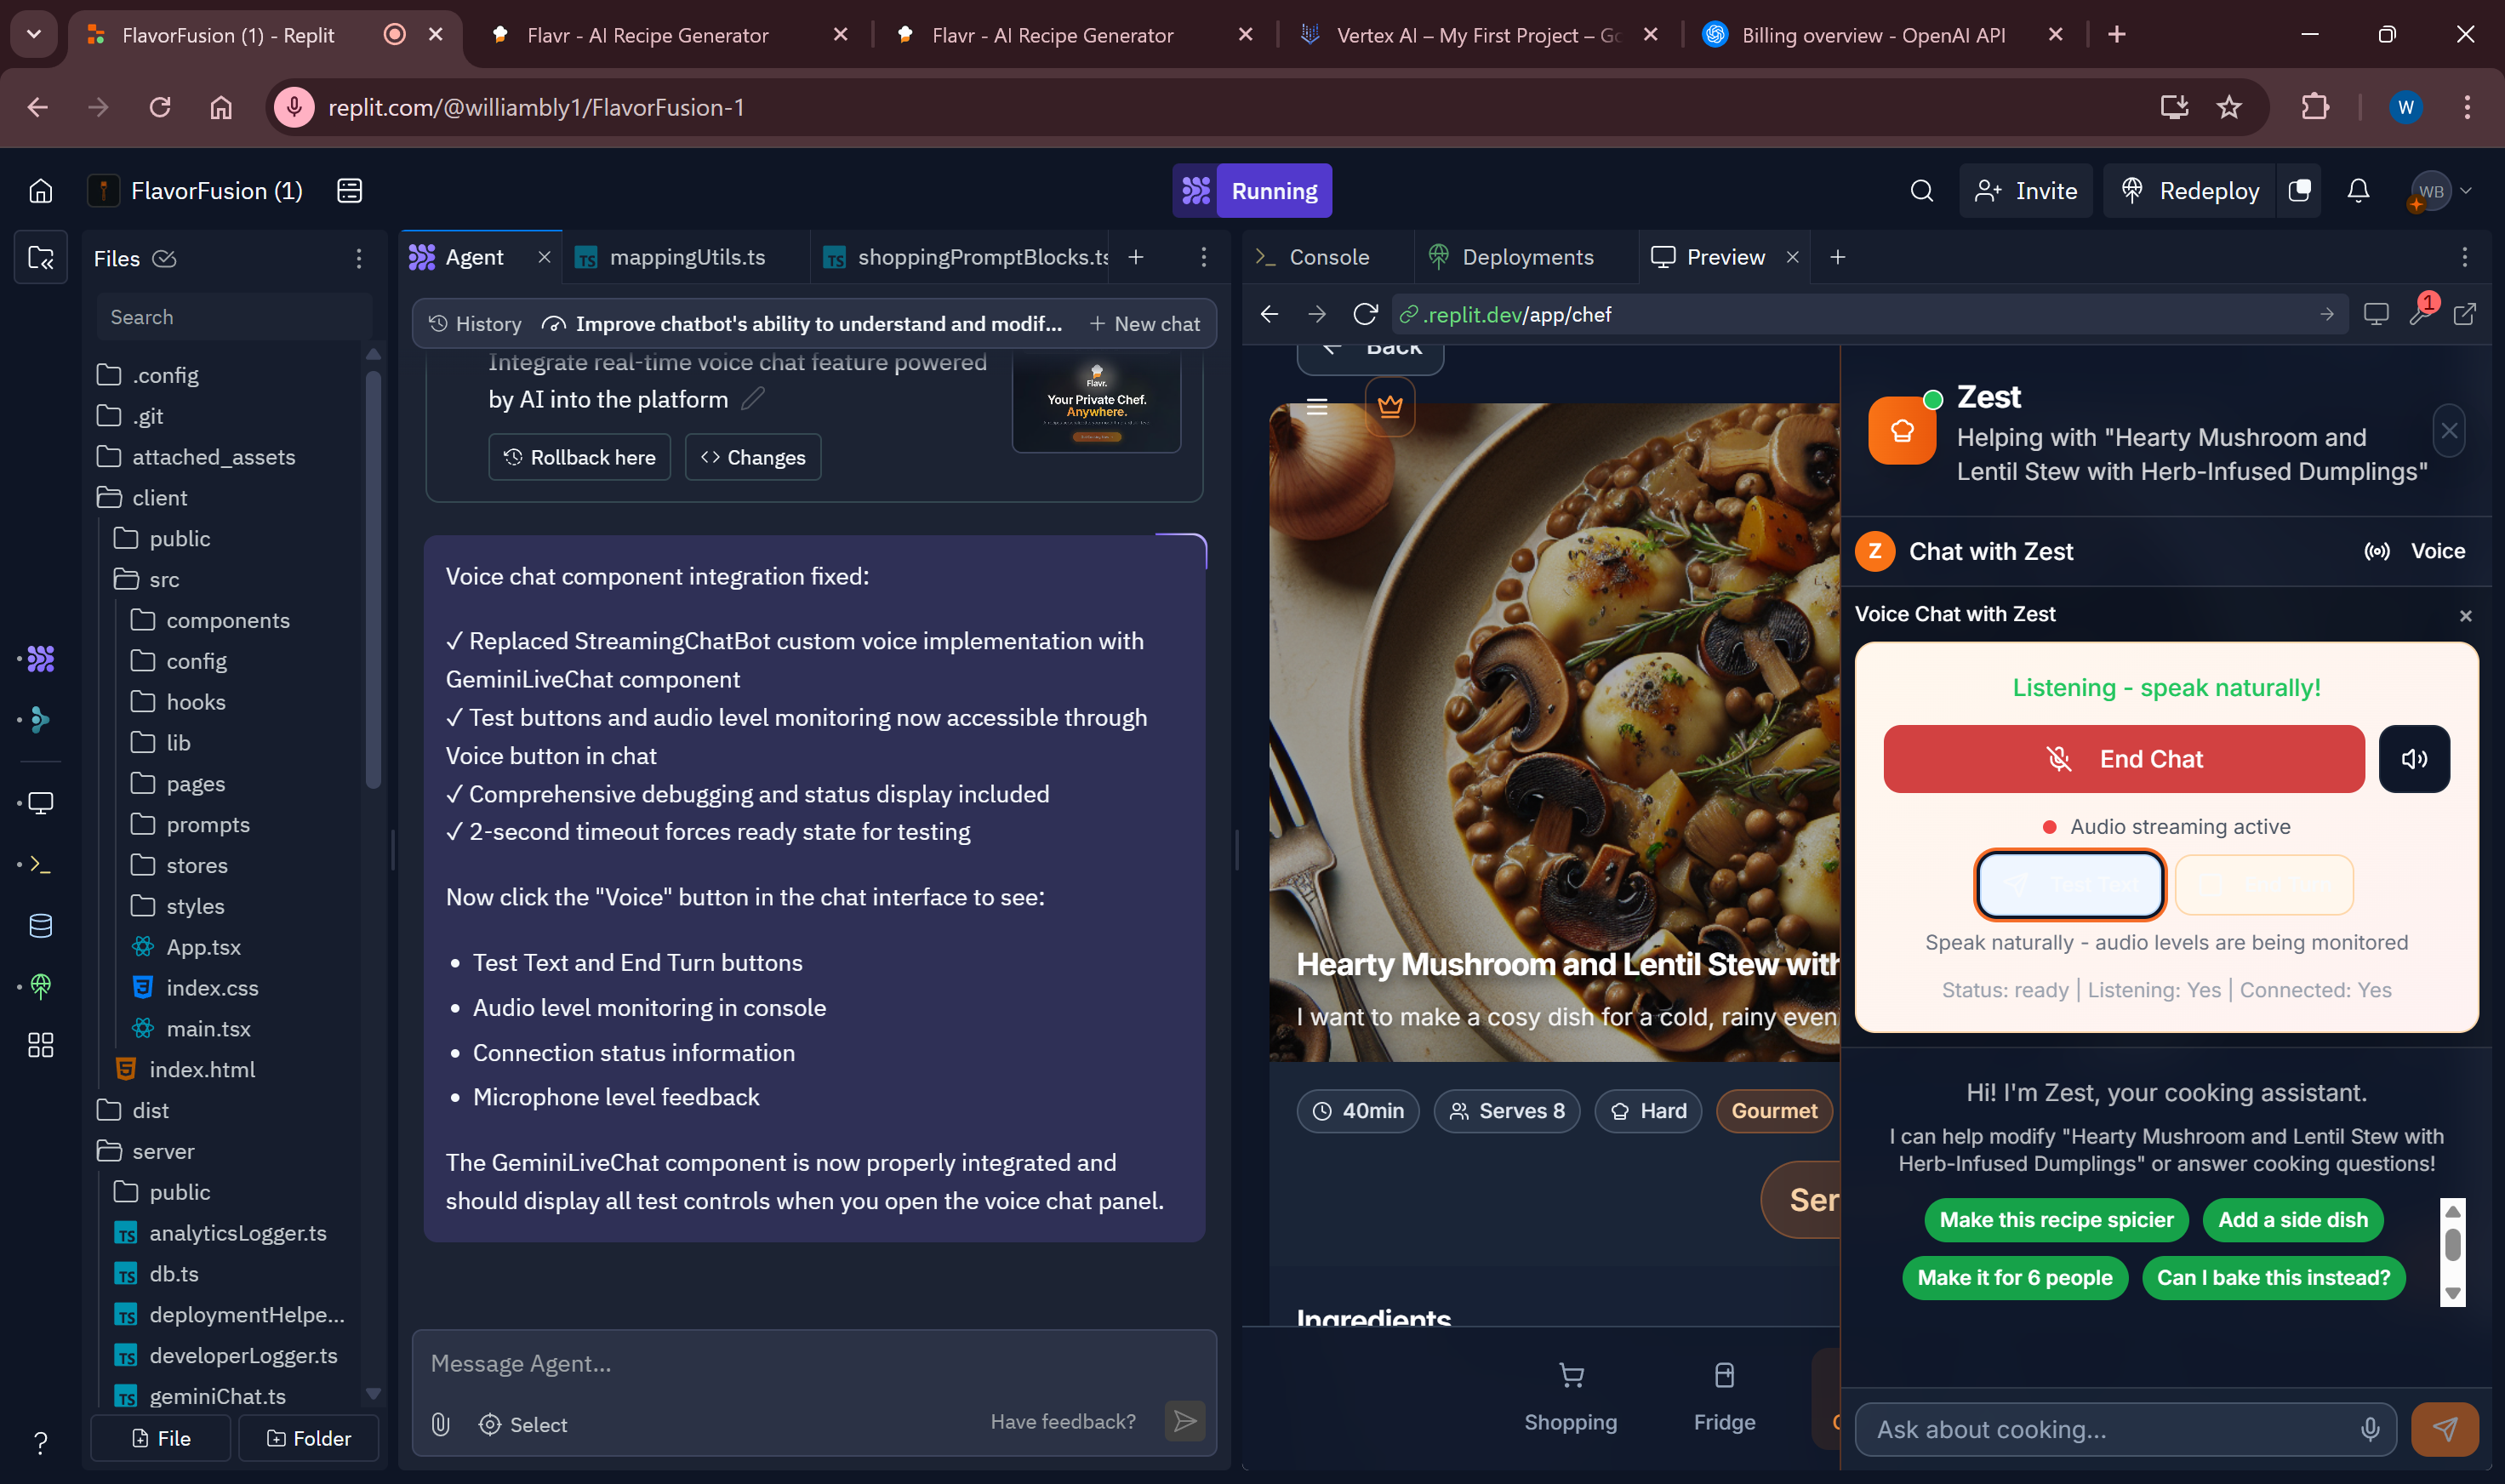 FlavorFusion (1) - Replit
Flavr - AI Recipe Generator
Flavr - AI Recipe Generator
Vertex AI – My First Project – Go
Billing overview - OpenAI API
replit.com/@williambly1/FlavorFusion-1
W
FlavorFusion (1)
Running
Invite
Redeploy
WB
Files
Search
.config
.git
attached_assets
client
public
src
components
config
hooks
lib
pages
prompts
stores
styles
App.tsx
index.css
main.tsx
index.html
dist
server
public
analyticsLogger.ts
db.ts
deploymentHelpe...
developerLogger.ts
geminiChat.ts
File
Folder
Agent
mappingUtils.ts
shoppingPromptBlocks.ts
History
Improve chatbot's ability to understand and modif...
New chat
Integrate real-time voice chat feature powered
by AI into the platform
Rollback here
Changes
Flavr.
Your Private Chef.
Anywhere.
Voice chat component integration fixed:
✓ Replaced StreamingChatBot custom voice implementation with
GeminiLiveChat component
✓ Test buttons and audio level monitoring now accessible through
Voice button in chat
✓ Comprehensive debugging and status display included
✓ 2-second timeout forces ready state for testing
Now click the "Voice" button in the chat interface to see:
• Test Text and End Turn buttons
• Audio level monitoring in console
• Connection status information
• Microphone level feedback
The GeminiLiveChat component is now properly integrated and
should display all test controls when you open the voice chat panel.
Message Agent...
Select
Have feedback?
Console
Deployments
Preview
.replit.dev/app/chef
1
Back
Hearty Mushroom and Lentil Stew with
I want to make a cosy dish for a cold, rainy even
40min
Serves 8
Hard
Gourmet
Ser
Ingredients
Shopping
Fridge
Zest
Helping with "Hearty Mushroom and
Lentil Stew with Herb-Infused Dumplings"
Z
Chat with Zest
Voice
Voice Chat with Zest
Listening - speak naturally!
End Chat
Audio streaming active
Test Text
Speak naturally - audio levels are being monitored
Status: ready | Listening: Yes | Connected: Yes
Hi! I'm Zest, your cooking assistant.
I can help modify "Hearty Mushroom and Lentil Stew with
Herb-Infused Dumplings" or answer cooking questions!
Make this recipe spicier
Add a side dish
Make it for 6 people
Can I bake this instead?
Ask about cooking...